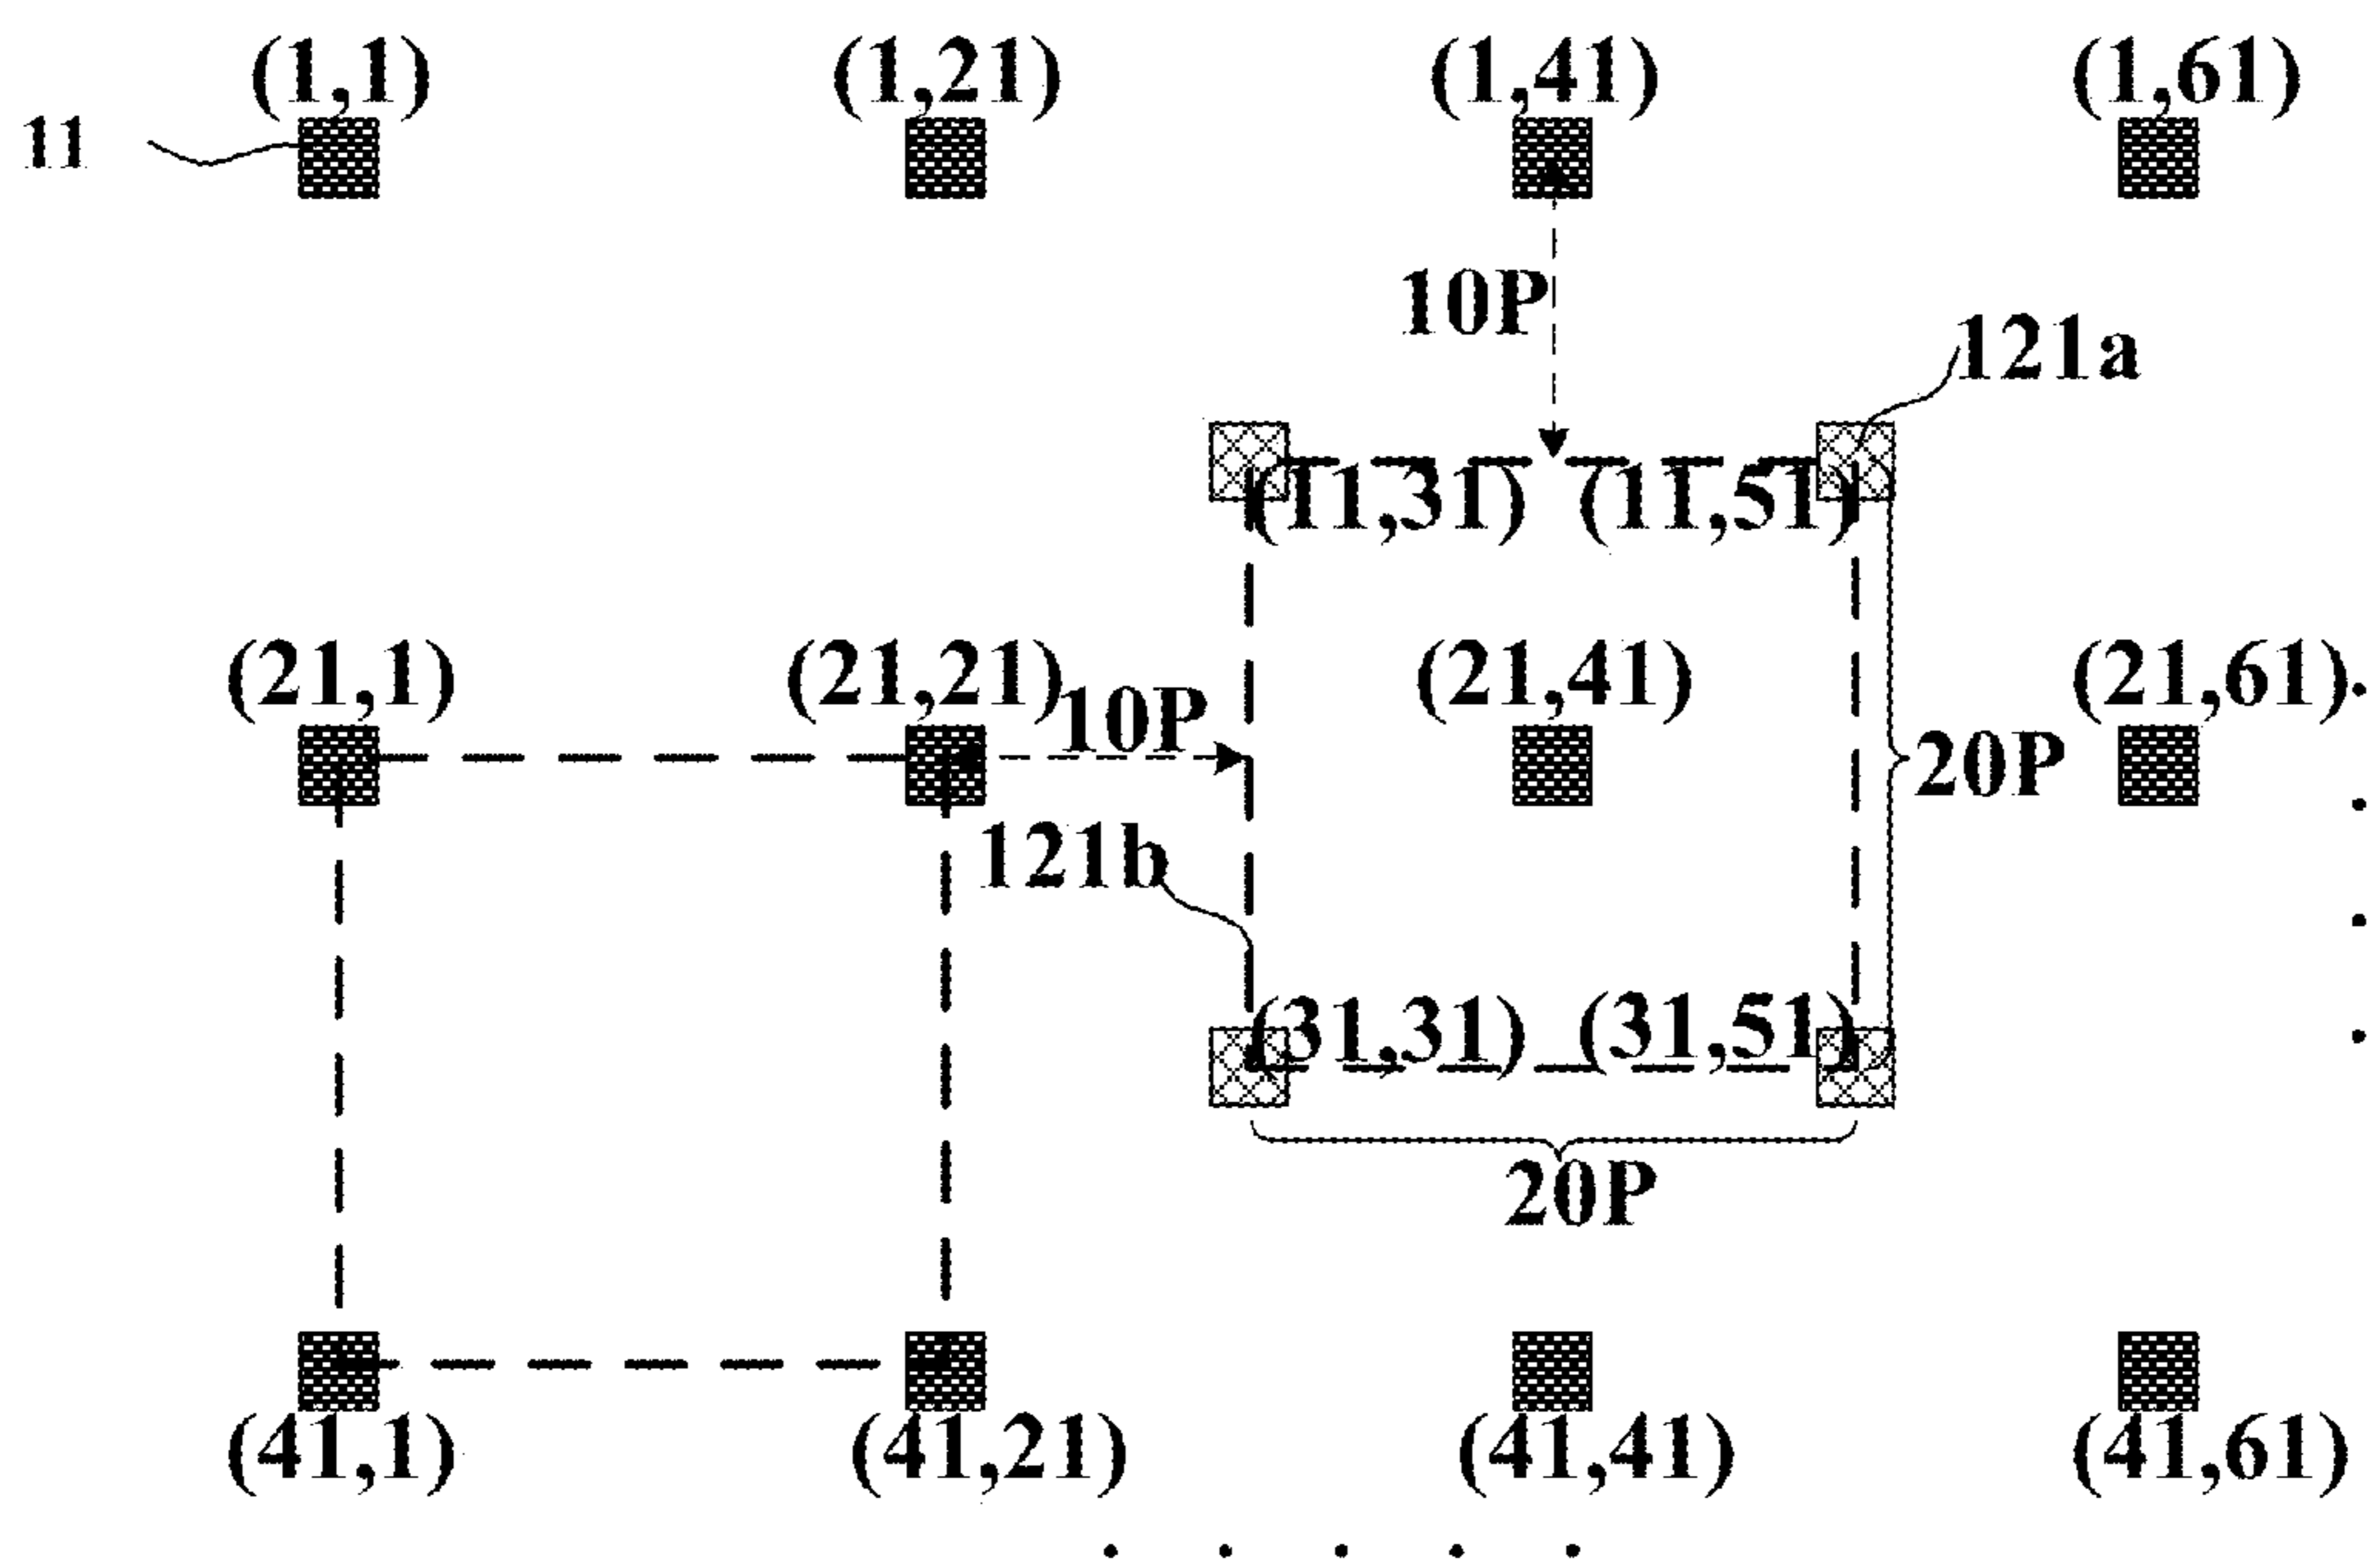 (1,1) (1,21) (1,41) (1,61)
11
10P
121a
(11,31) (11,51)
(21,1) (21,21) (21,41) (21,61)
10P
20P
121b
(31,31) (31,51)
20P
(41,1) (41,21) (41,41) (41,61)